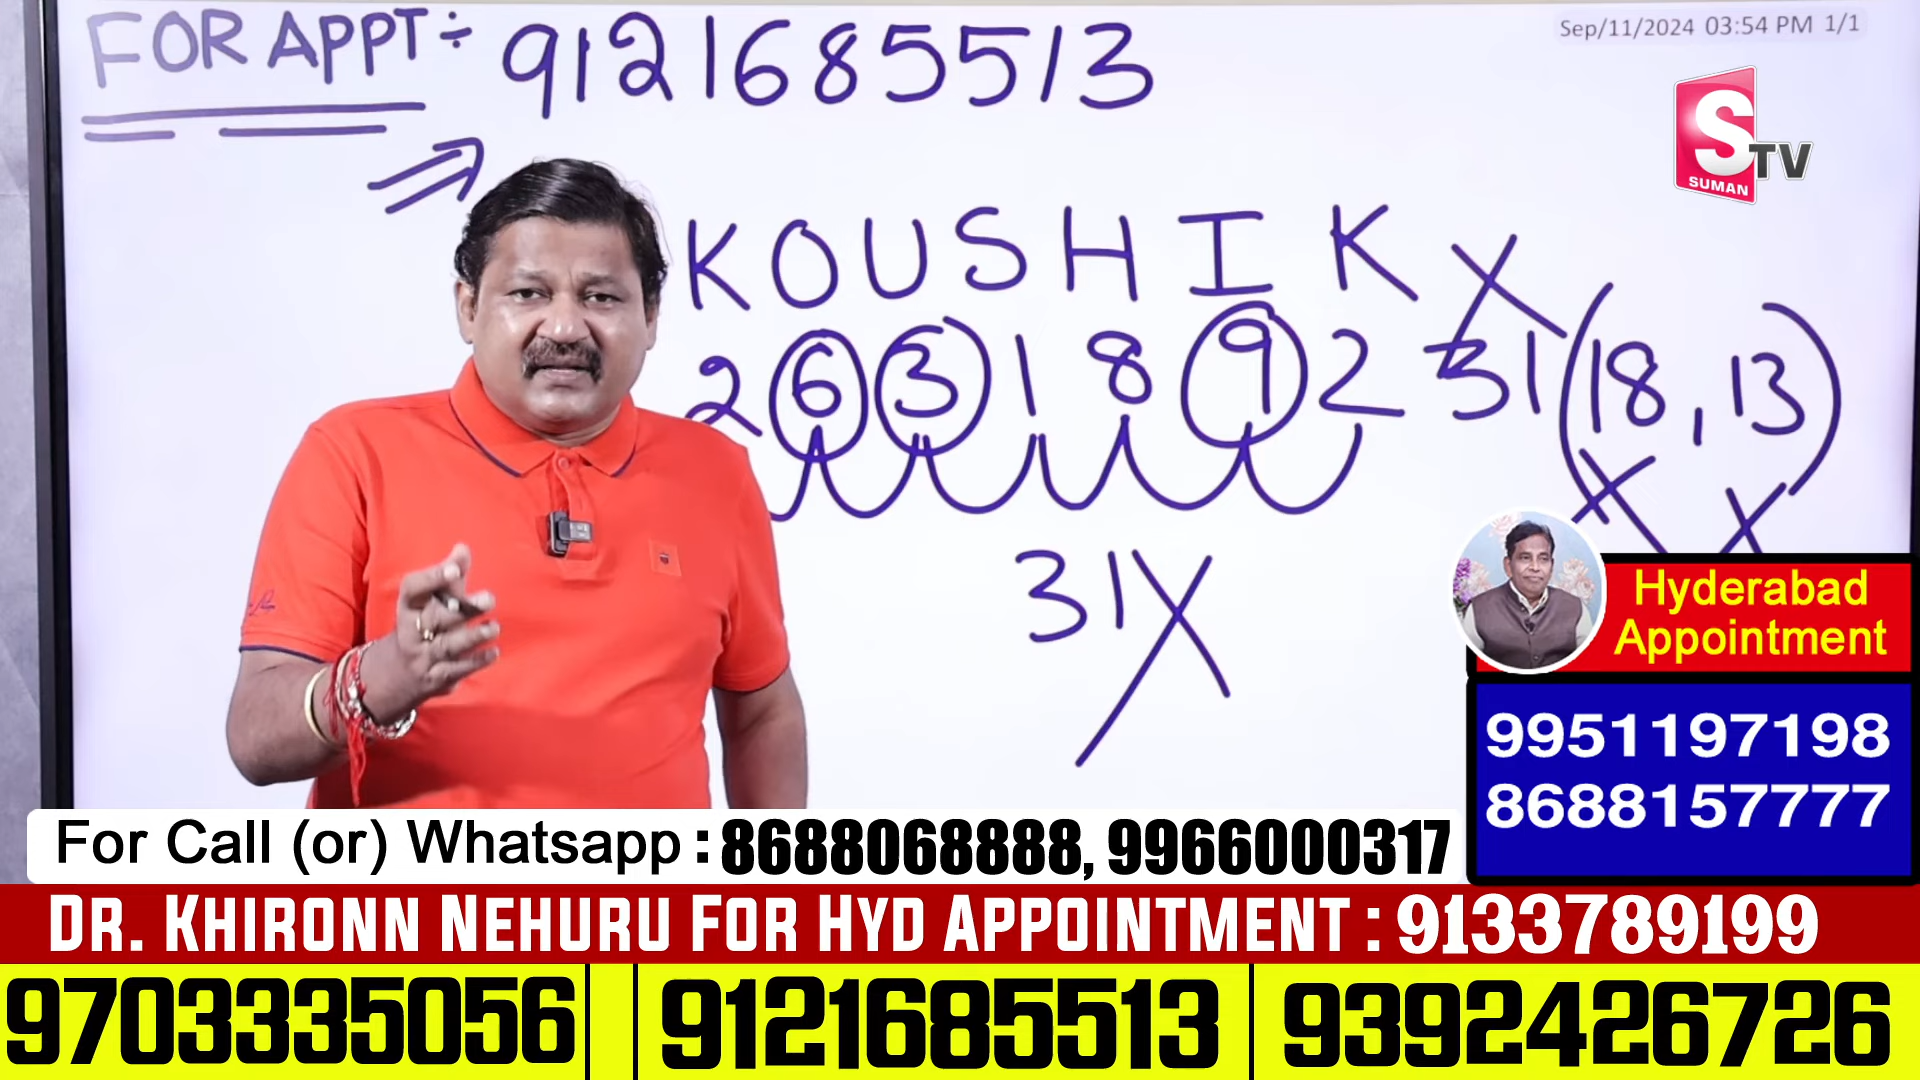 FOR APPT ÷ 9121685513
Sep/11/2024 03:54 PM 1/1
S TV
SUMAN
KOUSHIK X
2 6 3 1 8 9 2 31 (18, 13)
X X
31 X
Hyderabad
Appointment
9951197198
8688157777
For Call (or) Whatsapp : 8688068888, 9966000317
DR. KHIRONN NEHURU FOR HYD APPOINTMENT : 9133789199
9703335056 9121685513 9392426726